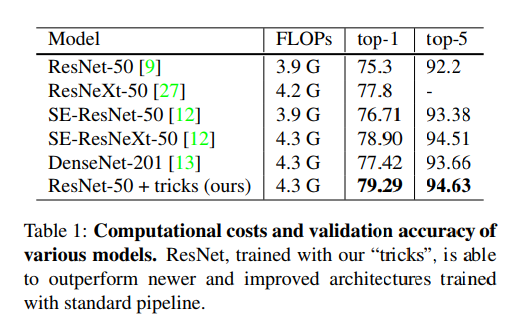 Model FLOPs top-1 top-5
ResNet-50 [9] 3.9 G 75.3 92.2
ResNeXt-50 [27] 4.2 G 77.8 -
SE-ResNet-50 [12] 3.9 G 76.71 93.38
SE-ResNeXt-50 [12] 4.3 G 78.90 94.51
DenseNet-201 [13] 4.3 G 77.42 93.66
ResNet-50 + tricks (ours) 4.3 G 79.29 94.63
Table 1: Computational costs and validation accuracy of
various models. ResNet, trained with our “tricks”, is able
to outperform newer and improved architectures trained
with standard pipeline.